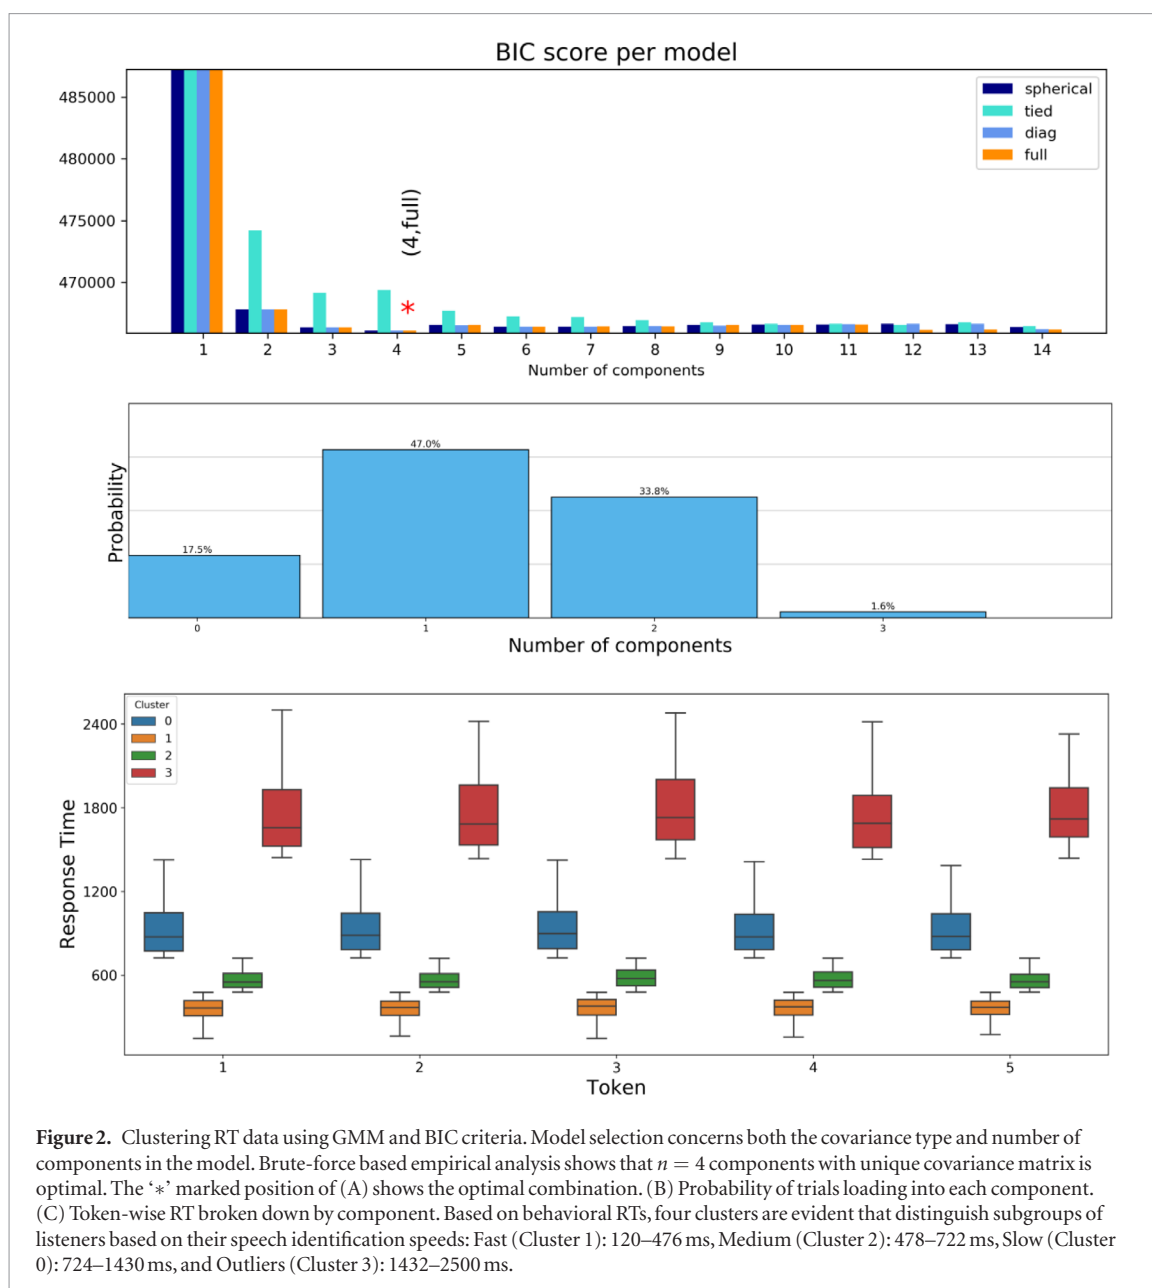 BIC score per model
485000
480000
475000
470000
spherical
tied
diag
full
(4,full)
*
1 2 3 4 5 6 7 8 9 10 11 12 13 14
Number of components
Probability
17.5%
47.0%
33.8%
1.6%
0 1 2 3
Number of components
Response Time
2400
1800
1200
600
Cluster
0
1
2
3
1 2 3 4 5
Token
Figure 2. Clustering RT data using GMM and BIC criteria. Model selection concerns both the covariance type and number of
components in the model. Brute-force based empirical analysis shows that n = 4 components with unique covariance matrix is
optimal. The ‘*’ marked position of (A) shows the optimal combination. (B) Probability of trials loading into each component.
(C) Token-wise RT broken down by component. Based on behavioral RTs, four clusters are evident that distinguish subgroups of
listeners based on their speech identification speeds: Fast (Cluster 1): 120–476 ms, Medium (Cluster 2): 478–722 ms, Slow (Cluster
0): 724–1430 ms, and Outliers (Cluster 3): 1432–2500 ms.